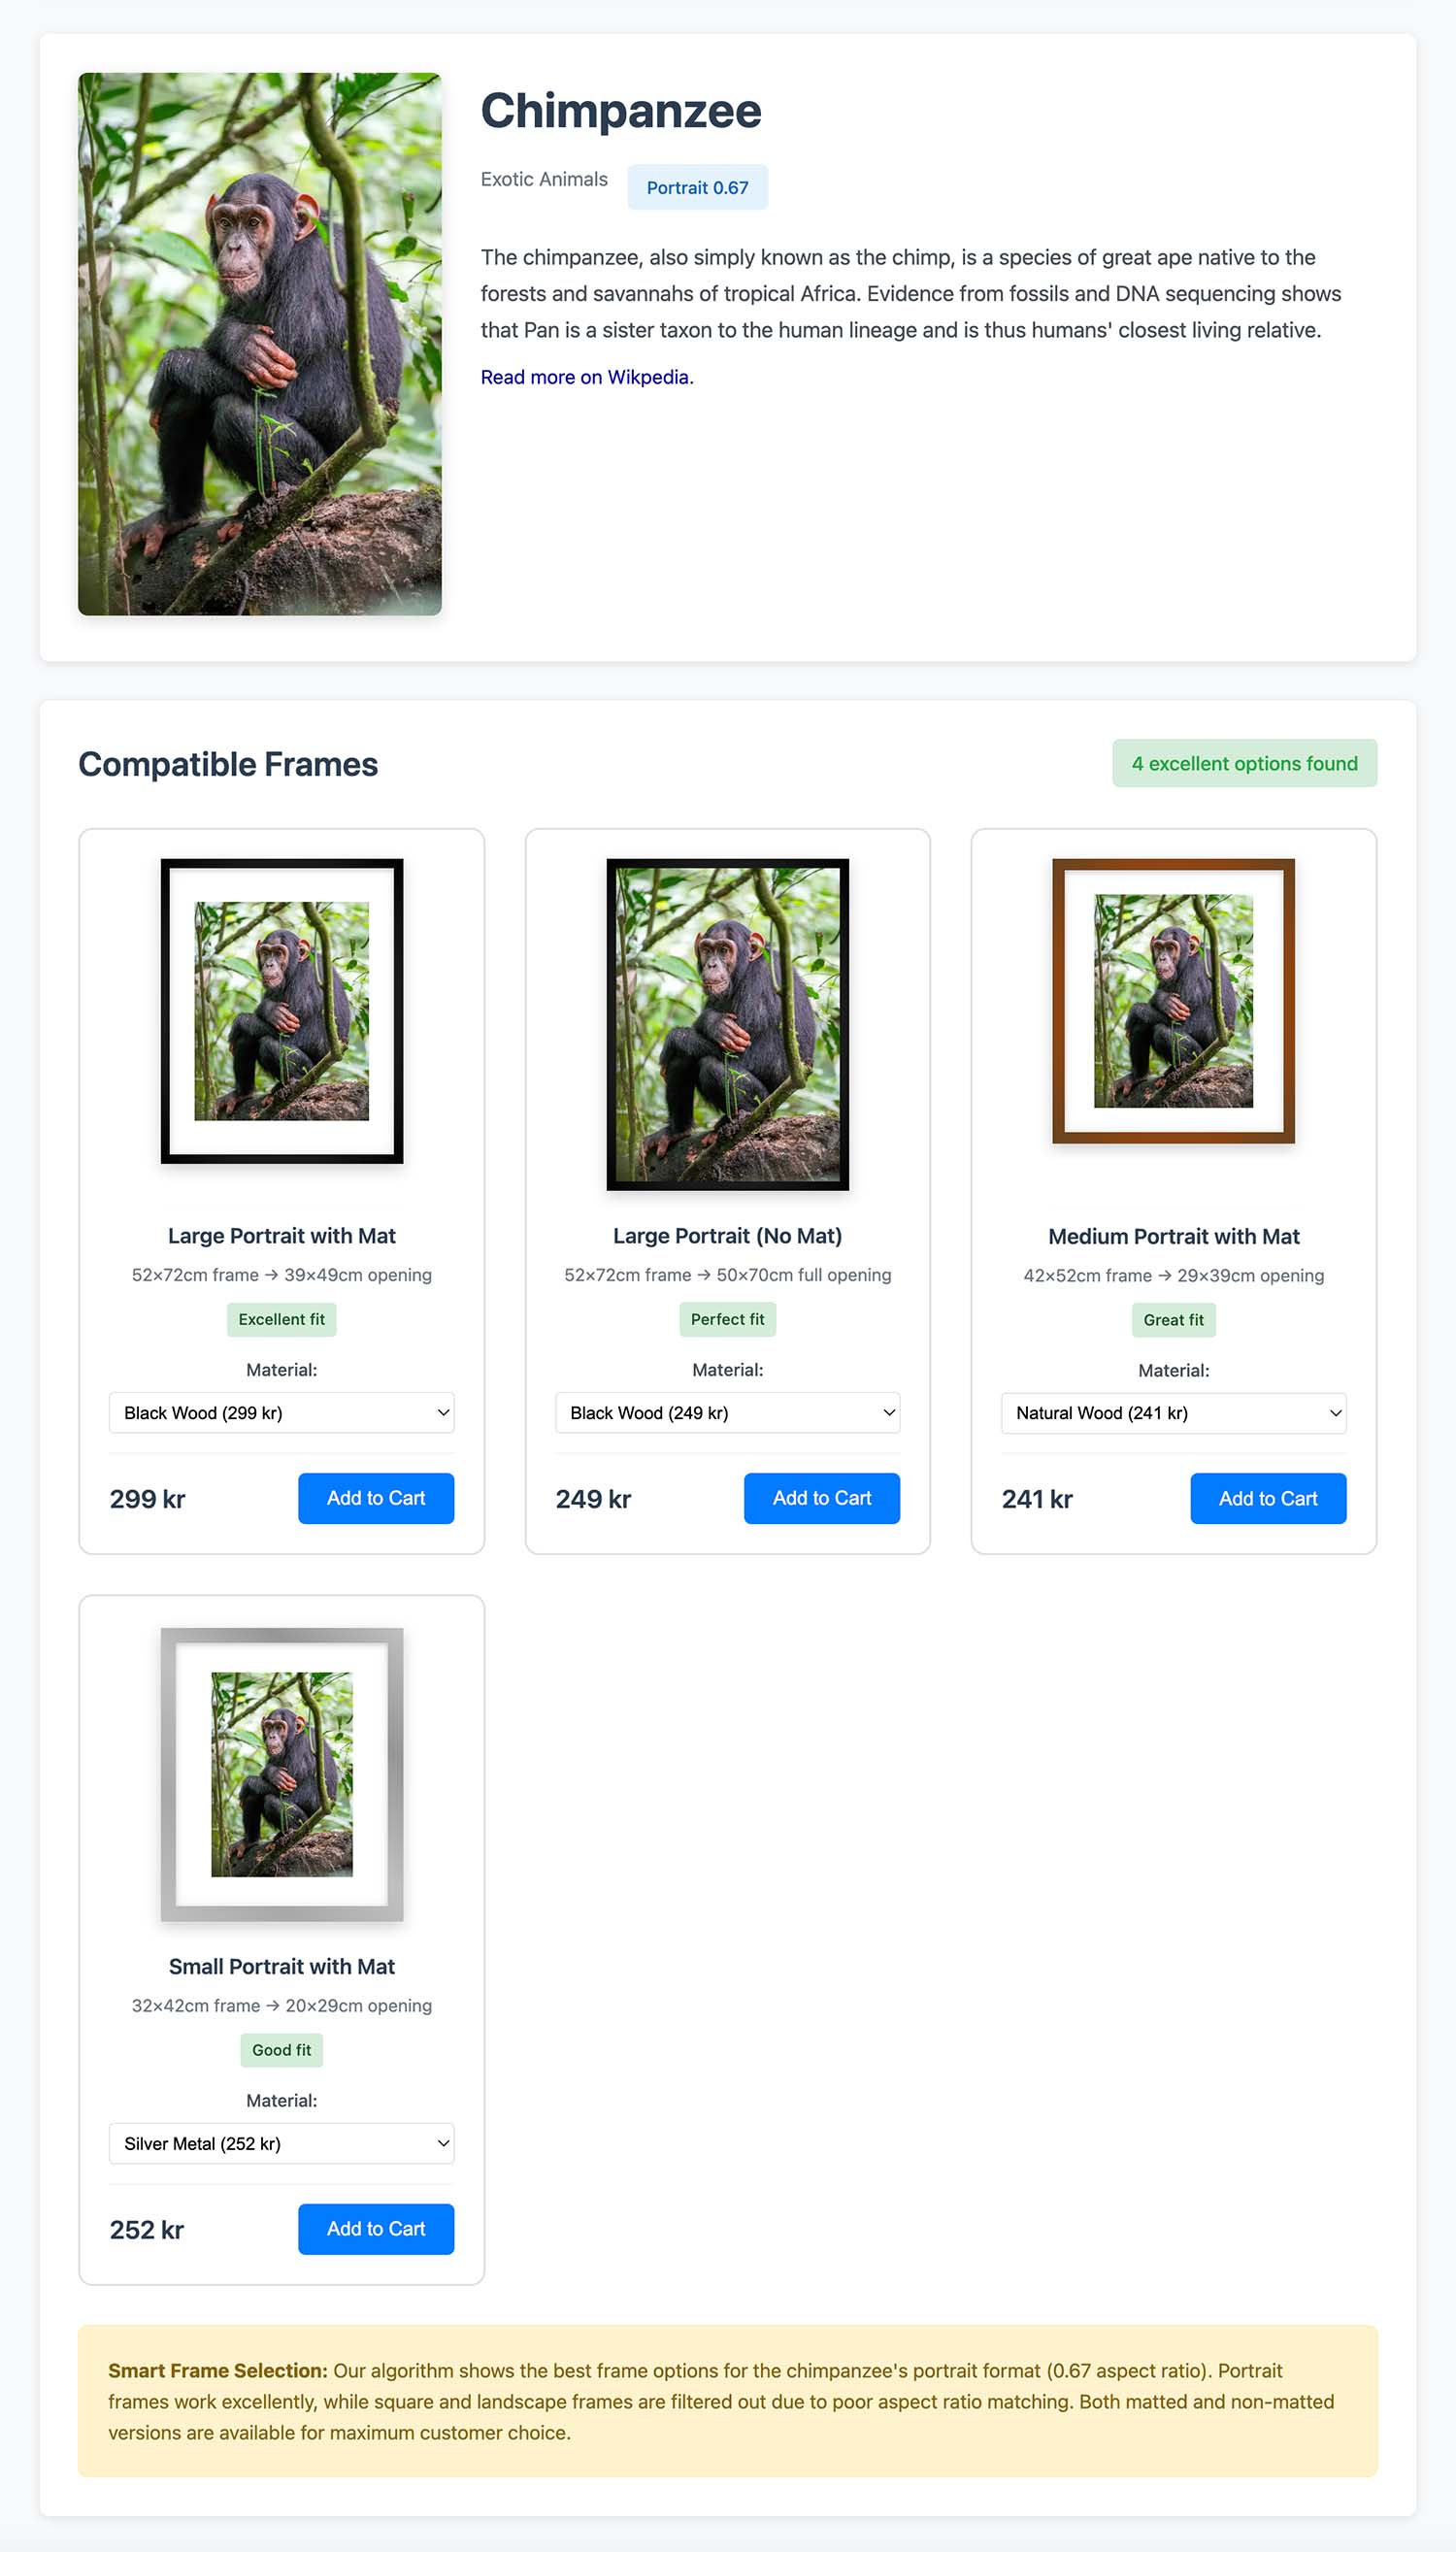 Chimpanzee
Exotic Animals
Portrait 0.67
The chimpanzee, also simply known as the chimp, is a species of great ape native to the
forests and savannahs of tropical Africa. Evidence from fossils and DNA sequencing shows
that Pan is a sister taxon to the human lineage and is thus humans' closest living relative.
Read more on Wikpedia.
Compatible Frames
4 excellent options found
Large Portrait with Mat
52×72cm frame → 39×49cm opening
Excellent fit
Material:
Black Wood (299 kr)
299 kr
Add to Cart
Large Portrait (No Mat)
52×72cm frame → 50×70cm full opening
Perfect fit
Material:
Black Wood (249 kr)
249 kr
Add to Cart
Medium Portrait with Mat
42×52cm frame → 29×39cm opening
Great fit
Material:
Natural Wood (241 kr)
241 kr
Add to Cart
Small Portrait with Mat
32×42cm frame → 20×29cm opening
Good fit
Material:
Silver Metal (252 kr)
252 kr
Add to Cart
Smart Frame Selection: Our algorithm shows the best frame options for the chimpanzee's portrait format (0.67 aspect ratio). Portrait
frames work excellently, while square and landscape frames are filtered out due to poor aspect ratio matching. Both matted and non-matted
versions are available for maximum customer choice.